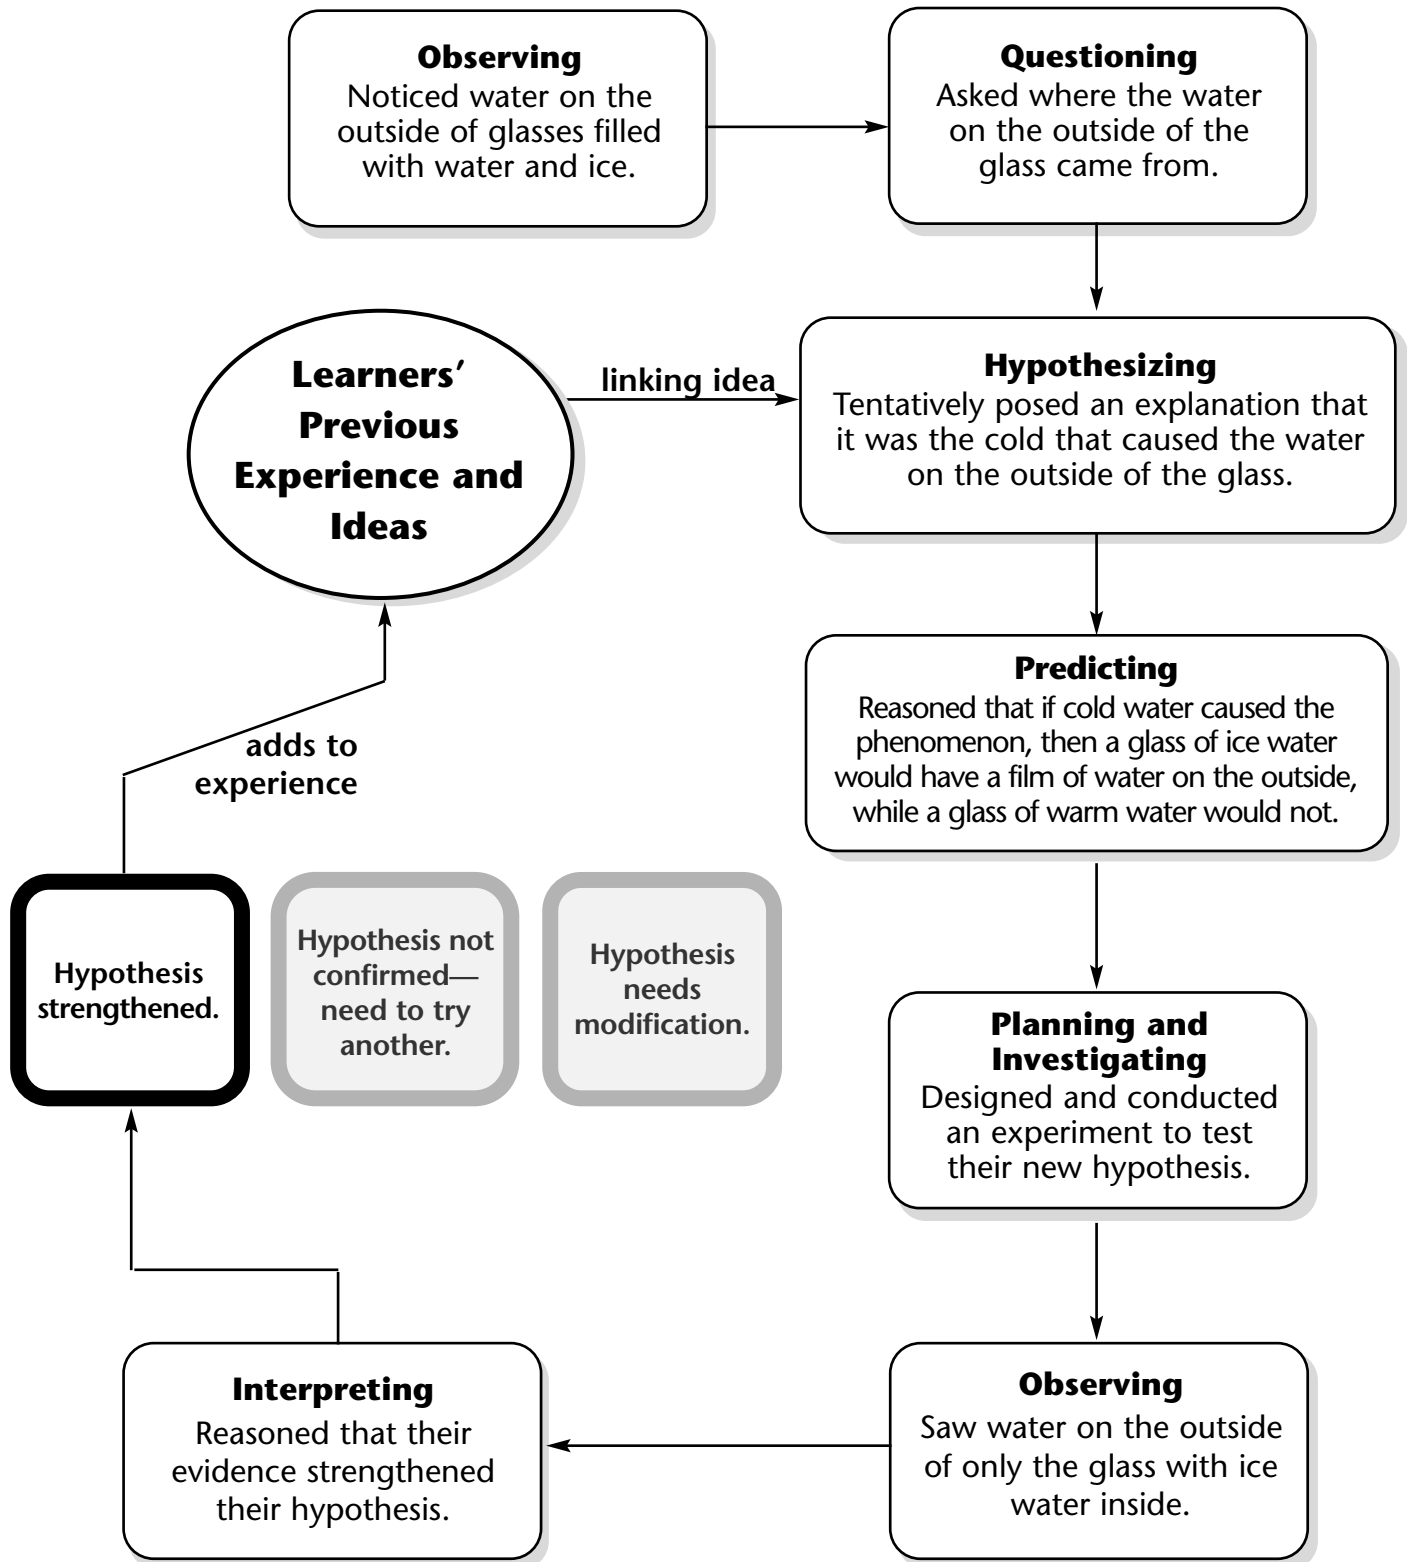 Observing
Noticed water on the
outside of glasses filled
with water and ice.
Questioning
Asked where the water
on the outside of the
glass came from.
Learners’
Previous
Experience and
Ideas
linking idea
Hypothesizing
Tentatively posed an explanation that
it was the cold that caused the water
on the outside of the glass.
Predicting
Reasoned that if cold water caused the
phenomenon, then a glass of ice water
would have a film of water on the outside,
while a glass of warm water would not.
adds to
experience
Hypothesis
strengthened.
Hypothesis not
confirmed—
need to try
another.
Hypothesis
needs
modification.
Planning and
Investigating
Designed and conducted
an experiment to test
their new hypothesis.
Interpreting
Reasoned that their
evidence strengthened
their hypothesis.
Observing
Saw water on the outside
of only the glass with ice
water inside.